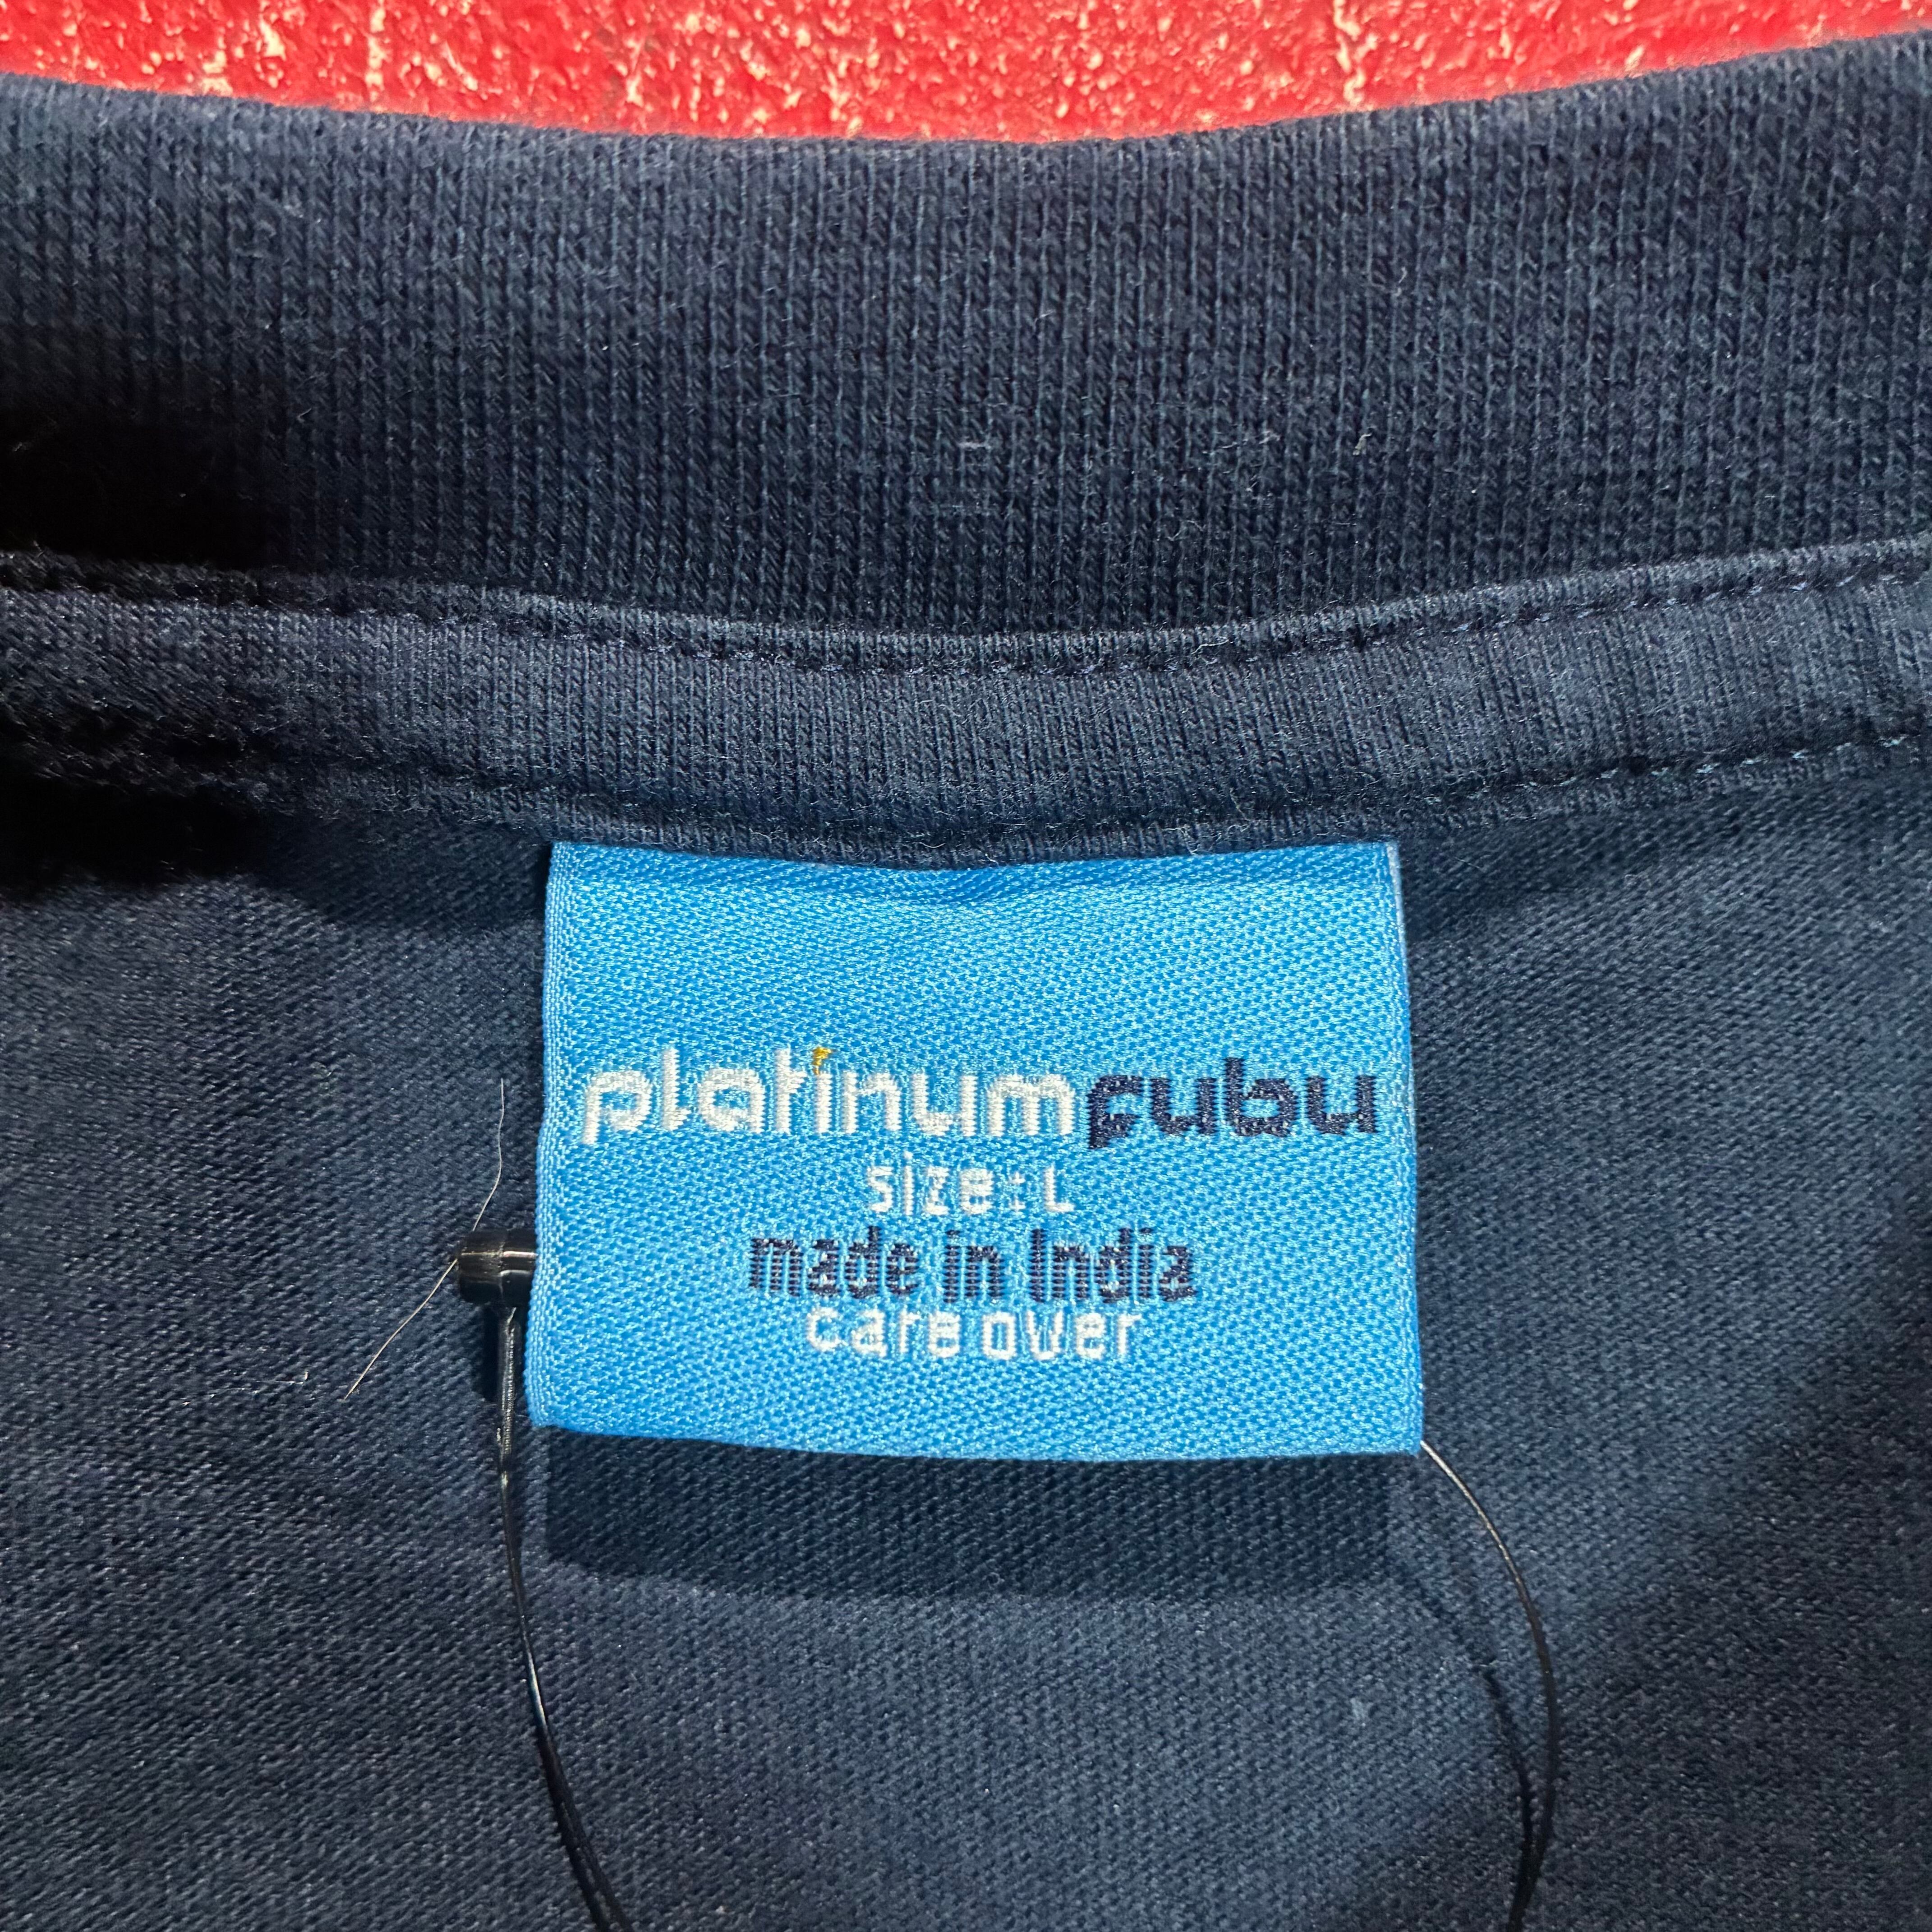 platinumfubu
size: L
made in India
care over